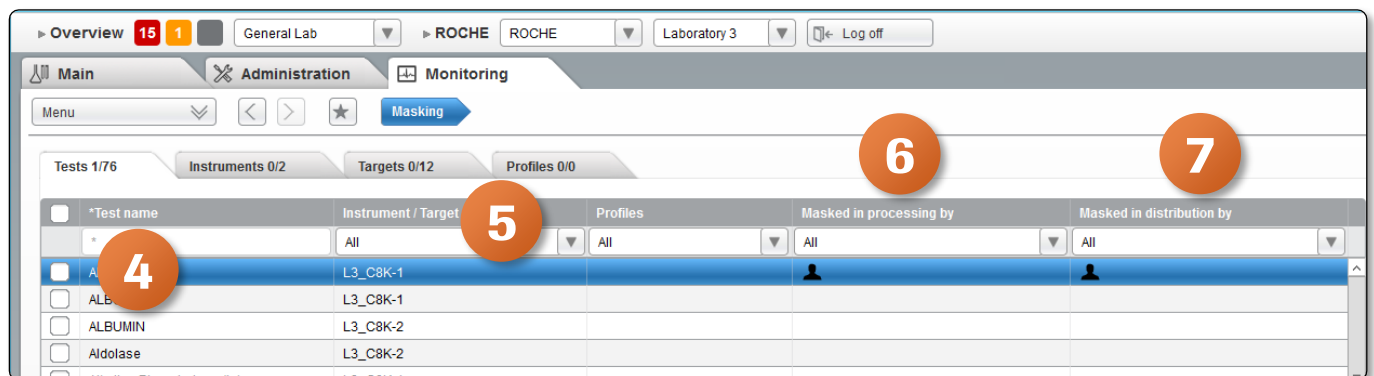 Overview 15 1 General Lab ROCHE ROCHE Laboratory 3 Log off
Main Administration Monitoring
Menu Masking
Tests 1/76 Instruments 0/2 Targets 0/12 Profiles 0/0
6 7
*Test name Instrument / Target 5 Profiles Masked in processing by Masked in distribution by
* All All All All
4 L3_C8K-1
L3_C8K-1
ALBUMIN L3_C8K-2
Aldolase L3_C8K-2